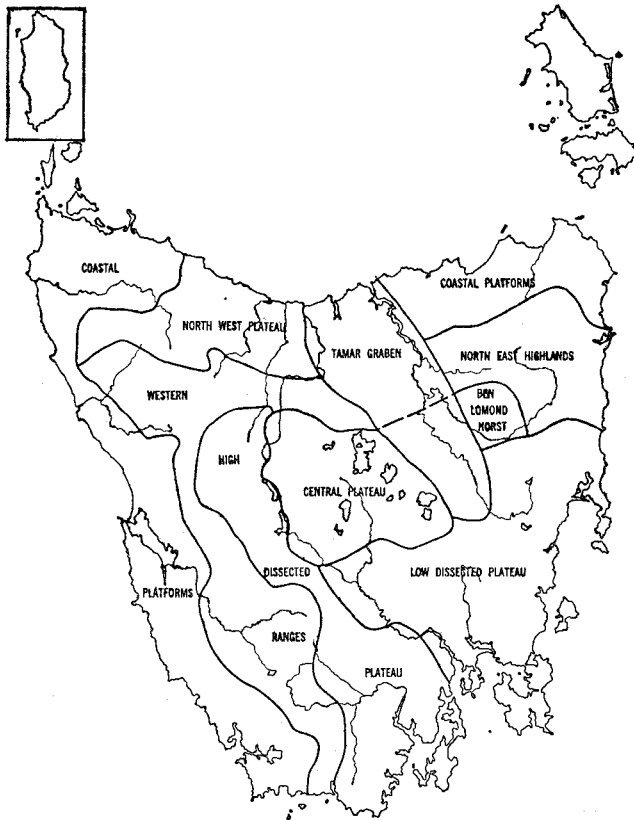 COASTAL
COASTAL PLATFORMS
NORTH WEST PLATEAU
TAMAR GRABEN
NORTH EAST HIGHLANDS
WESTERN
BEN
LOMOND
HORST
HIGH
CENTRAL PLATEAU
DISSECTED
LOW DISSECTED PLATEAU
PLATFORMS
RANGES
PLATEAU